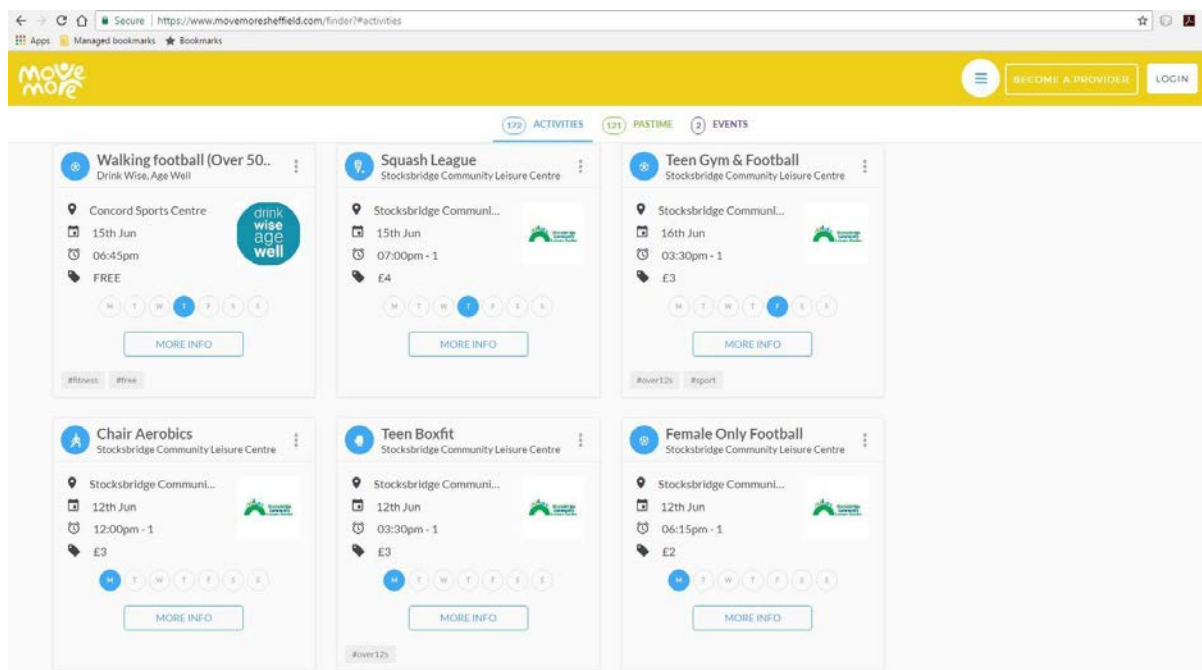 Secure | https://www.movemoresheffield.com/finder/#activities
Apps Managed bookmarks Bookmarks
move
more
BECOME A PROVIDER LOGIN
172 ACTIVITIES 121 PASTIME 2 EVENTS
Walking football (Over 50..
Drink Wise, Age Well
Concord Sports Centre
drink
wise
age
well
15th Jun
06:45pm
FREE
M T W T F S S
MORE INFO
#fitness #free
Squash League
Stocksbridge Community Leisure Centre
Stocksbridge Communi...
15th Jun
07:00pm - 1
£4
M T W T F S S
MORE INFO
Teen Gym & Football
Stocksbridge Community Leisure Centre
Stocksbridge Communi...
16th Jun
03:30pm - 1
£3
M T W T F S S
MORE INFO
#over12s #sport
Chair Aerobics
Stocksbridge Community Leisure Centre
Stocksbridge Communi...
12th Jun
12:00pm - 1
£3
M T W T F S S
MORE INFO
Teen Boxfit
Stocksbridge Community Leisure Centre
Stocksbridge Communi...
12th Jun
03:30pm - 1
£3
M T W T F S S
MORE INFO
#over12s
Female Only Football
Stocksbridge Community Leisure Centre
Stocksbridge Communi...
12th Jun
06:15pm - 1
£2
M T W T F S S
MORE INFO